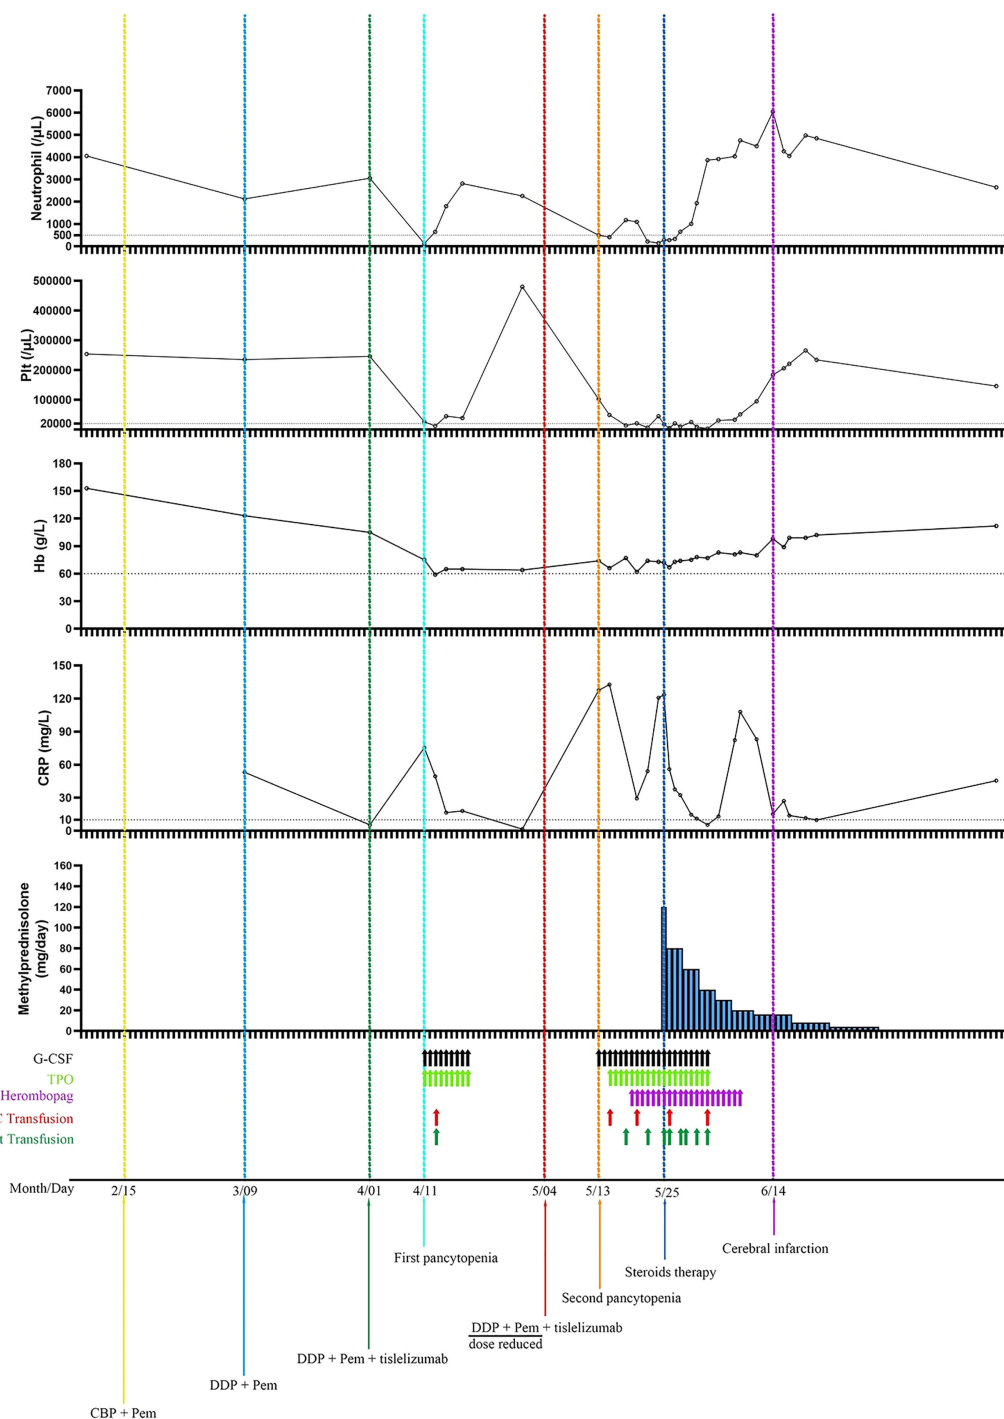 7000
6000
5000
4000
3000
2000
1000
500
0
Neutrophil (/μL)
500000
400000
300000
200000
100000
20000
Plt (/μL)
180
150
120
90
60
30
0
Hb (g/L)
150
120
90
60
30
10
0
CRP (mg/L)
160
140
120
100
80
60
40
20
0
Methylprednisolone
(mg/day)
G-CSF
TPO
Herombopag
C Transfusion
t Transfusion
Month/Day 2/15 3/09 4/01 4/11 5/04 5/13 5/25 6/14
Cerebral infarction
First pancytopenia
Steroids therapy
Second pancytopenia
DDP + Pem + tislelizumab
dose reduced
DDP + Pem + tislelizumab
DDP + Pem
CBP + Pem